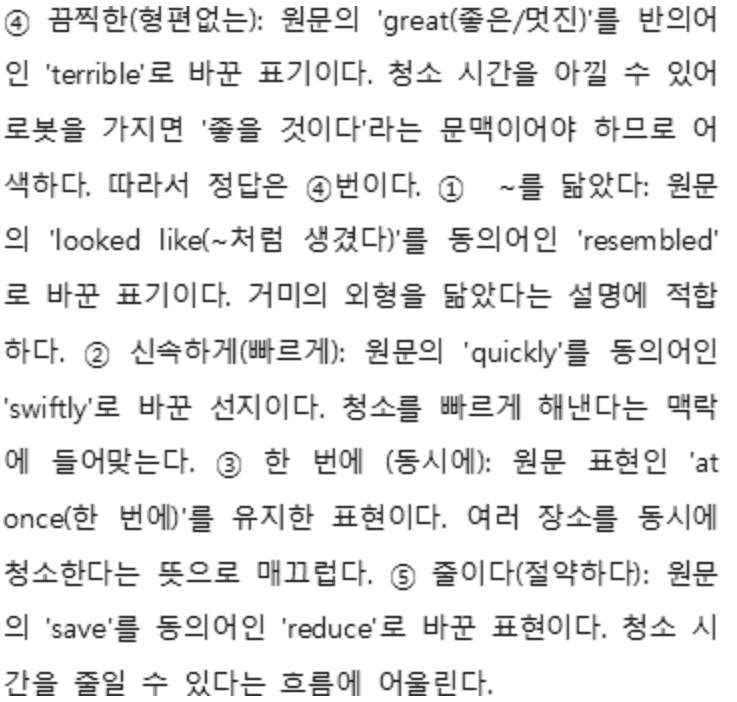 ④ 끔찍한(형편없는): 원문의 'great(좋은/멋진)'를 반의어
인 'terrible'로 바꾼 표기이다. 청소 시간을 아낄 수 있어
로봇을 가지면 '좋을 것이다'라는 문맥이어야 하므로 어
색하다. 따라서 정답은 ④번이다. ① ~를 닮았다: 원문
의 'looked like(~처럼 생겼다)'를 동의어인 'resembled'
로 바꾼 표기이다. 거미의 외형을 닮았다는 설명에 적합
하다. ② 신속하게(빠르게): 원문의 'quickly'를 동의어인
'swiftly'로 바꾼 선지이다. 청소를 빠르게 해낸다는 맥락
에 들어맞는다. ③ 한 번에 (동시에): 원문 표현인 'at
once(한 번에)'를 유지한 표현이다. 여러 장소를 동시에
청소한다는 뜻으로 매끄럽다. ⑤ 줄이다(절약하다): 원문
의 'save'를 동의어인 'reduce'로 바꾼 표현이다. 청소 시
간을 줄일 수 있다는 흐름에 어울린다.